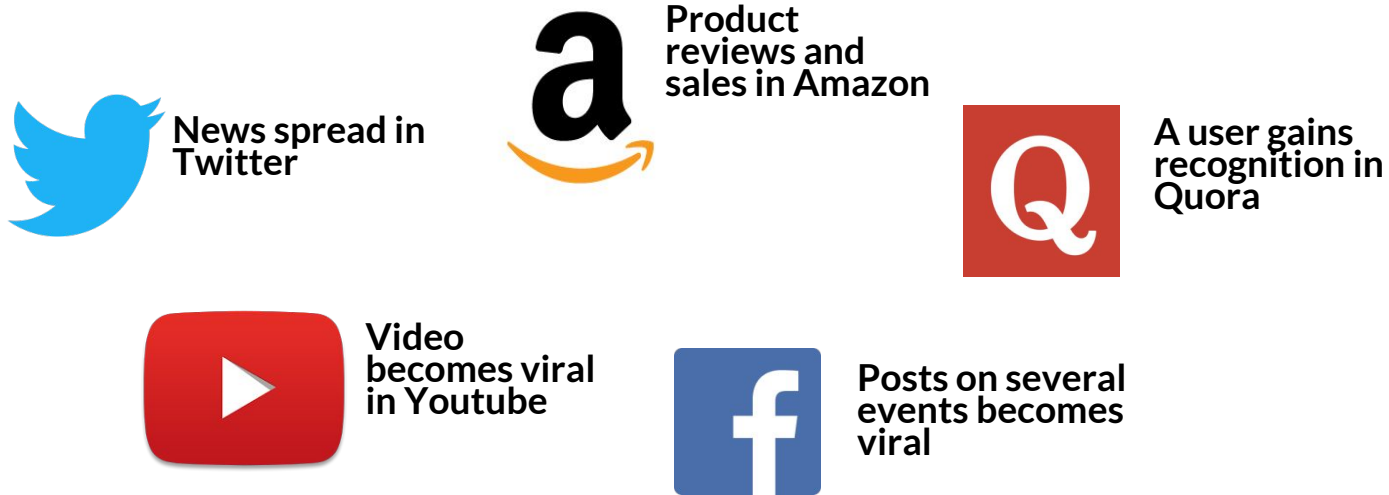 Product
reviews and
sales in Amazon
a
News spread in
Twitter
A user gains
recognition in
Quora
Q
Video
becomes viral
in Youtube
f
Posts on several
events becomes
viral